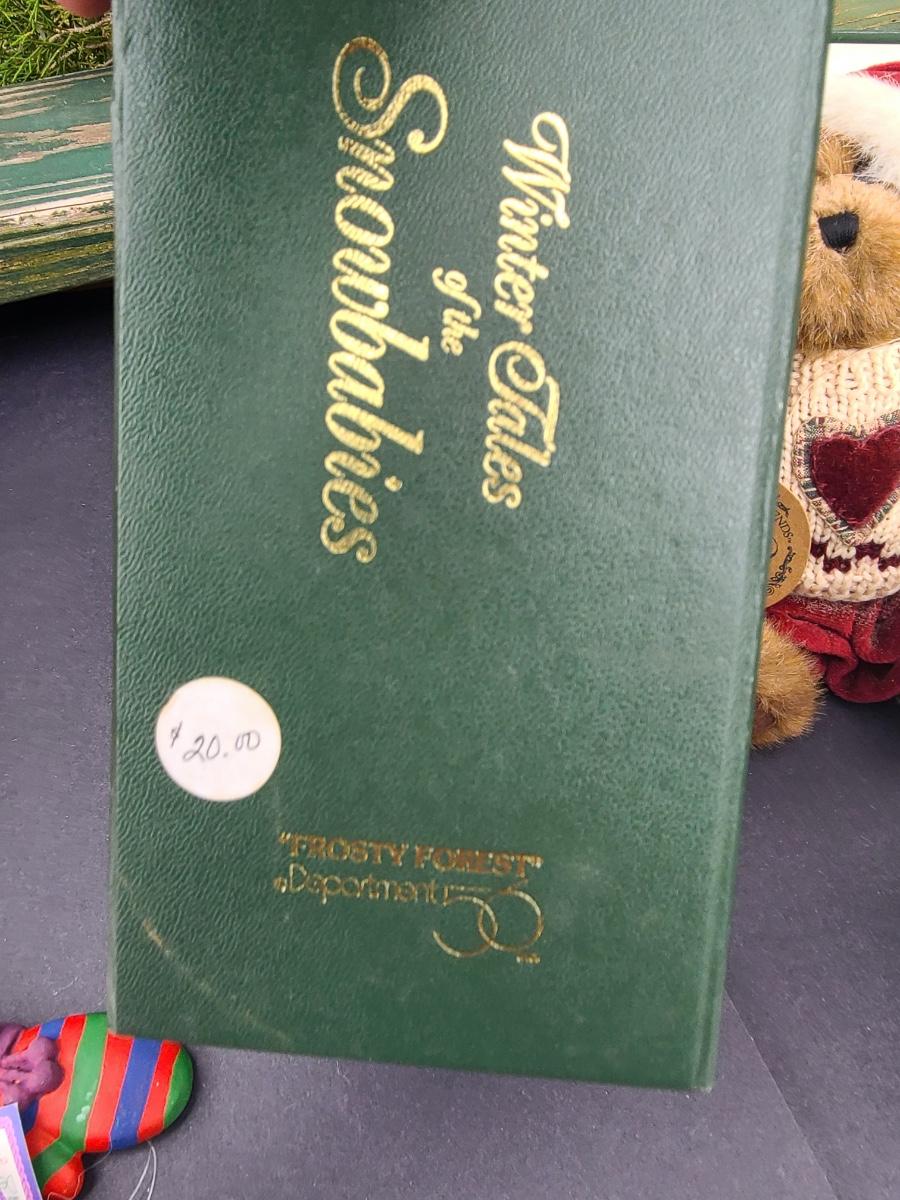 Winter Tales
of the
Snowbabies
$ 20.00
"FROSTY FOREST"
Department 56